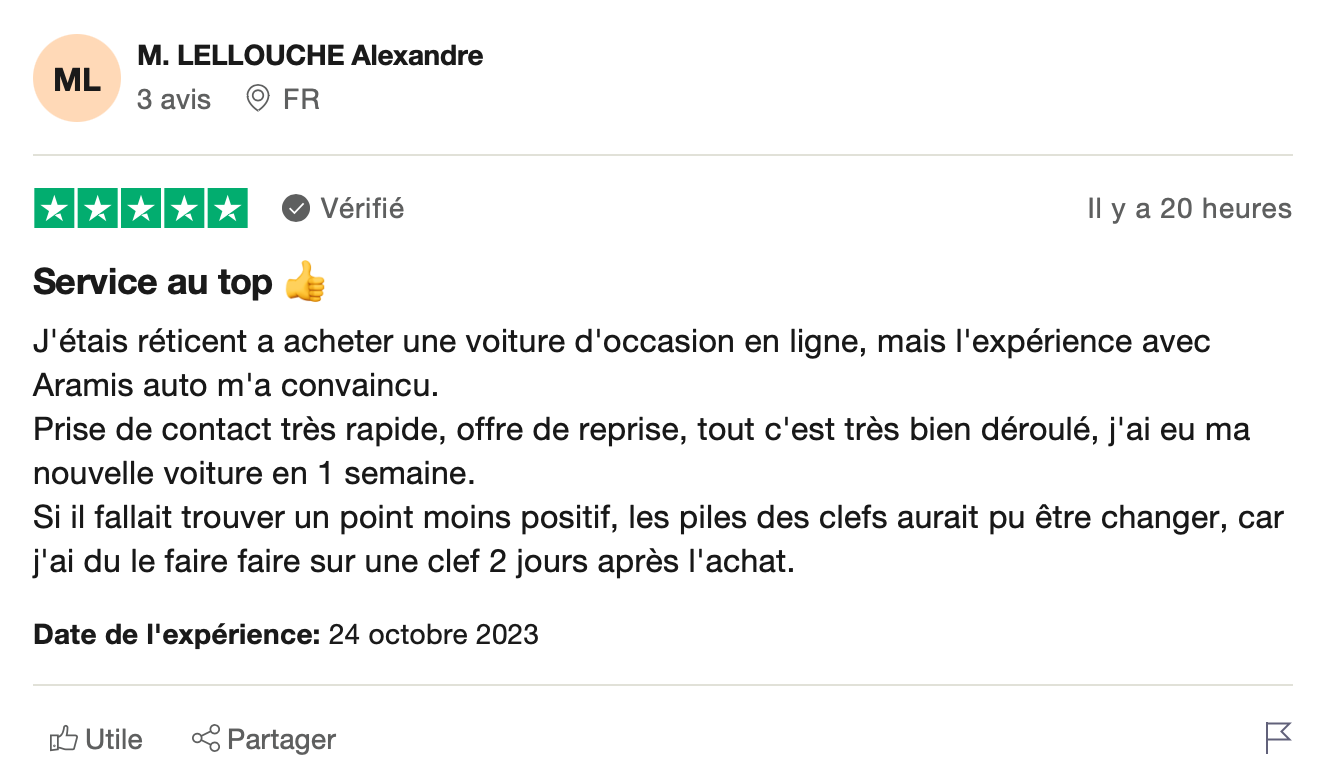 ML
M. LELLOUCHE Alexandre
3 avis FR
Vérifié
Il y a 20 heures
Service au top 👍
J'étais réticent a acheter une voiture d'occasion en ligne, mais l'expérience avec
Aramis auto m'a convaincu.
Prise de contact très rapide, offre de reprise, tout c'est très bien déroulé, j'ai eu ma
nouvelle voiture en 1 semaine.
Si il fallait trouver un point moins positif, les piles des clefs aurait pu être changer, car
j'ai du le faire faire sur une clef 2 jours après l'achat.
Date de l'expérience: 24 octobre 2023
Utile Partager